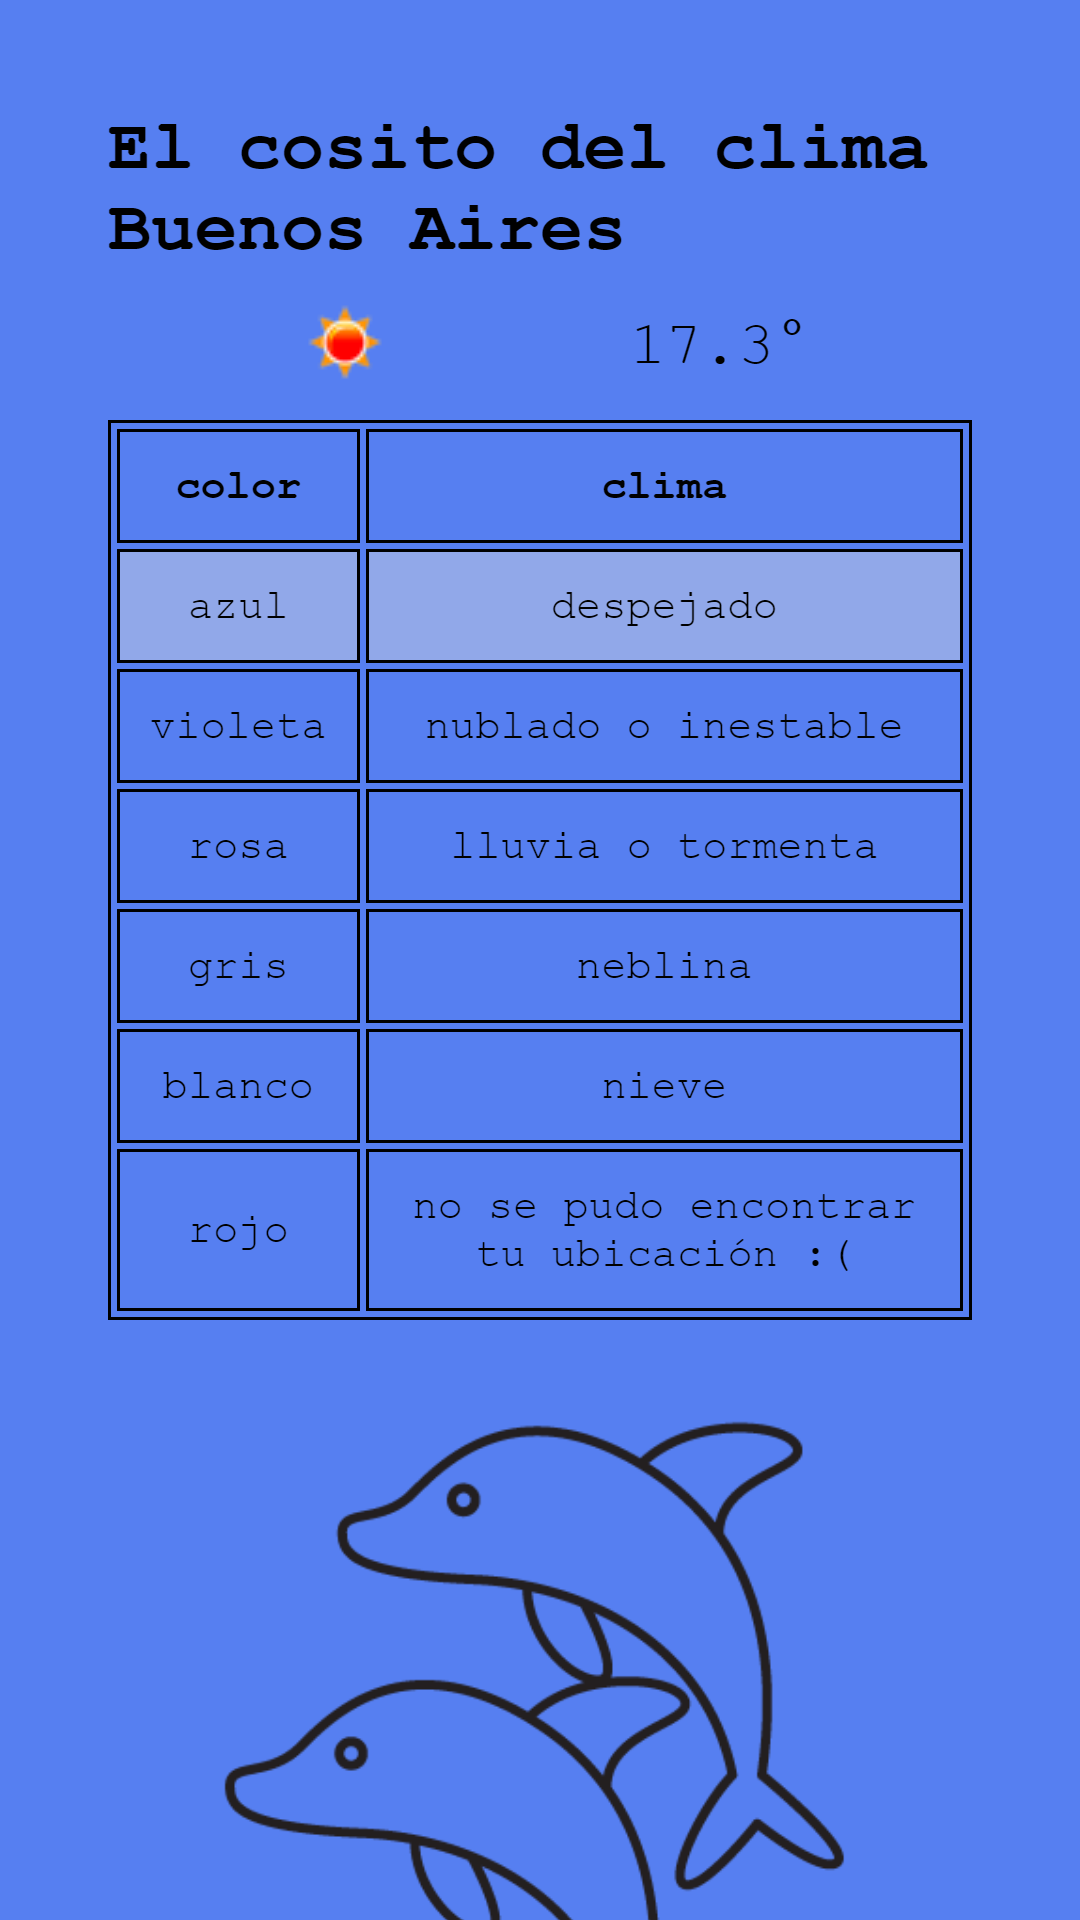 El cosito del clima
Buenos Aires
17.3°
color clima
azul despejado
violeta nublado o inestable
rosa lluvia o tormenta
gris neblina
blanco nieve
rojo no se pudo encontrar
tu ubicación :(